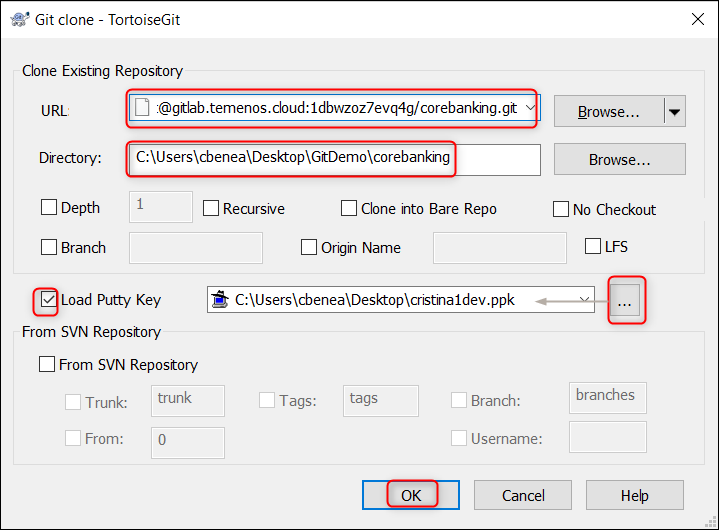 Git clone - TortoiseGit
Clone Existing Repository
URL: :@gitlab.temenos.cloud:1dbwzoz7evq4g/corebanking.git Browse...
Directory: C:\Users\cbenea\Desktop\GitDemo\corebanking Browse...
Depth 1 Recursive Clone into Bare Repo No Checkout
Branch Origin Name LFS
Load Putty Key C:\Users\cbenea\Desktop\cristina1dev.ppk ...
From SVN Repository
From SVN Repository
Trunk: trunk Tags: tags Branch: branches
From: 0 Username:
OK Cancel Help